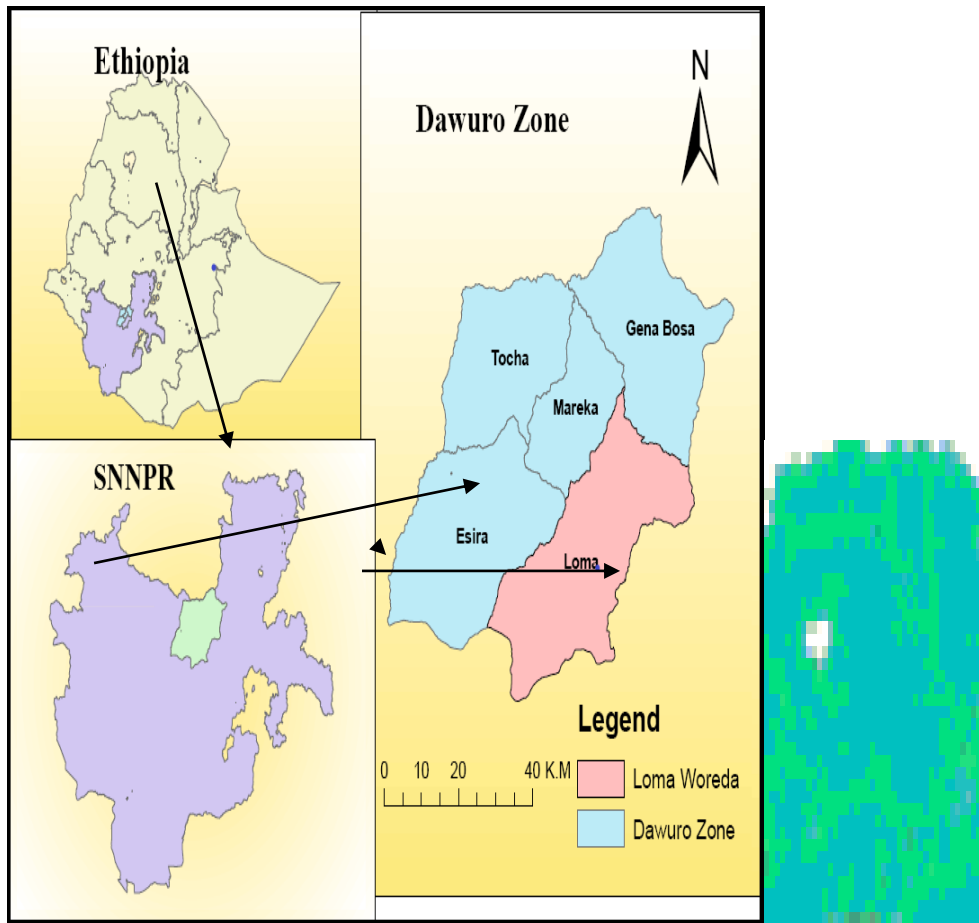 Ethiopia
N
Dawuro Zone
Gena Bosa
Tocha
Mareka
SNNPR
Esira
Loma
Legend
0 10 20 40 K.M
Loma Woreda
Dawuro Zone